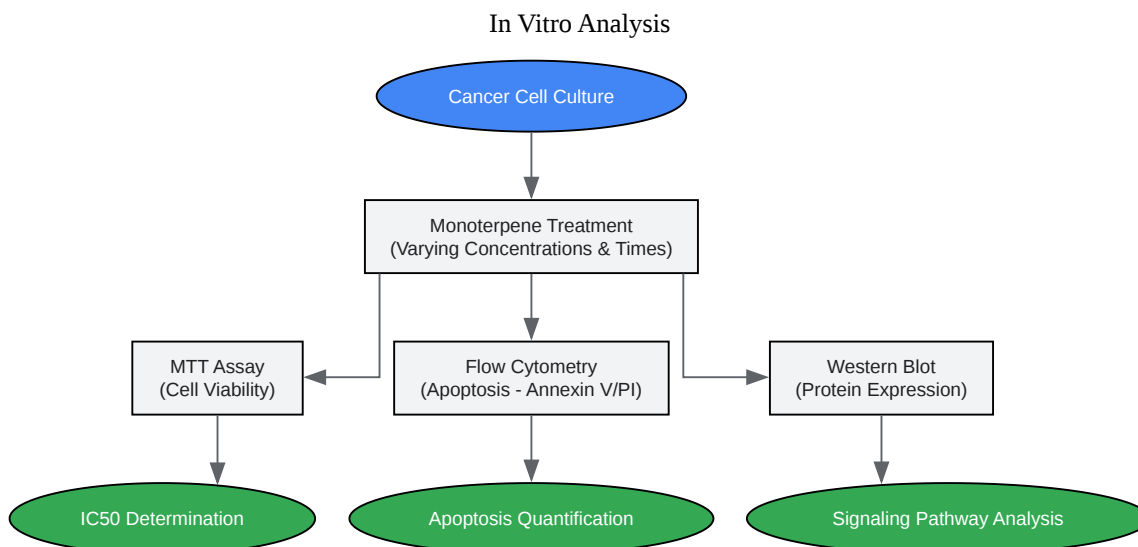 In Vitro Analysis
Cancer Cell Culture
Monoterpene Treatment
(Varying Concentrations & Times)
MTT Assay
(Cell Viability)
Flow Cytometry
(Apoptosis - Annexin V/PI)
Western Blot
(Protein Expression)
IC50 Determination
Apoptosis Quantification
Signaling Pathway Analysis